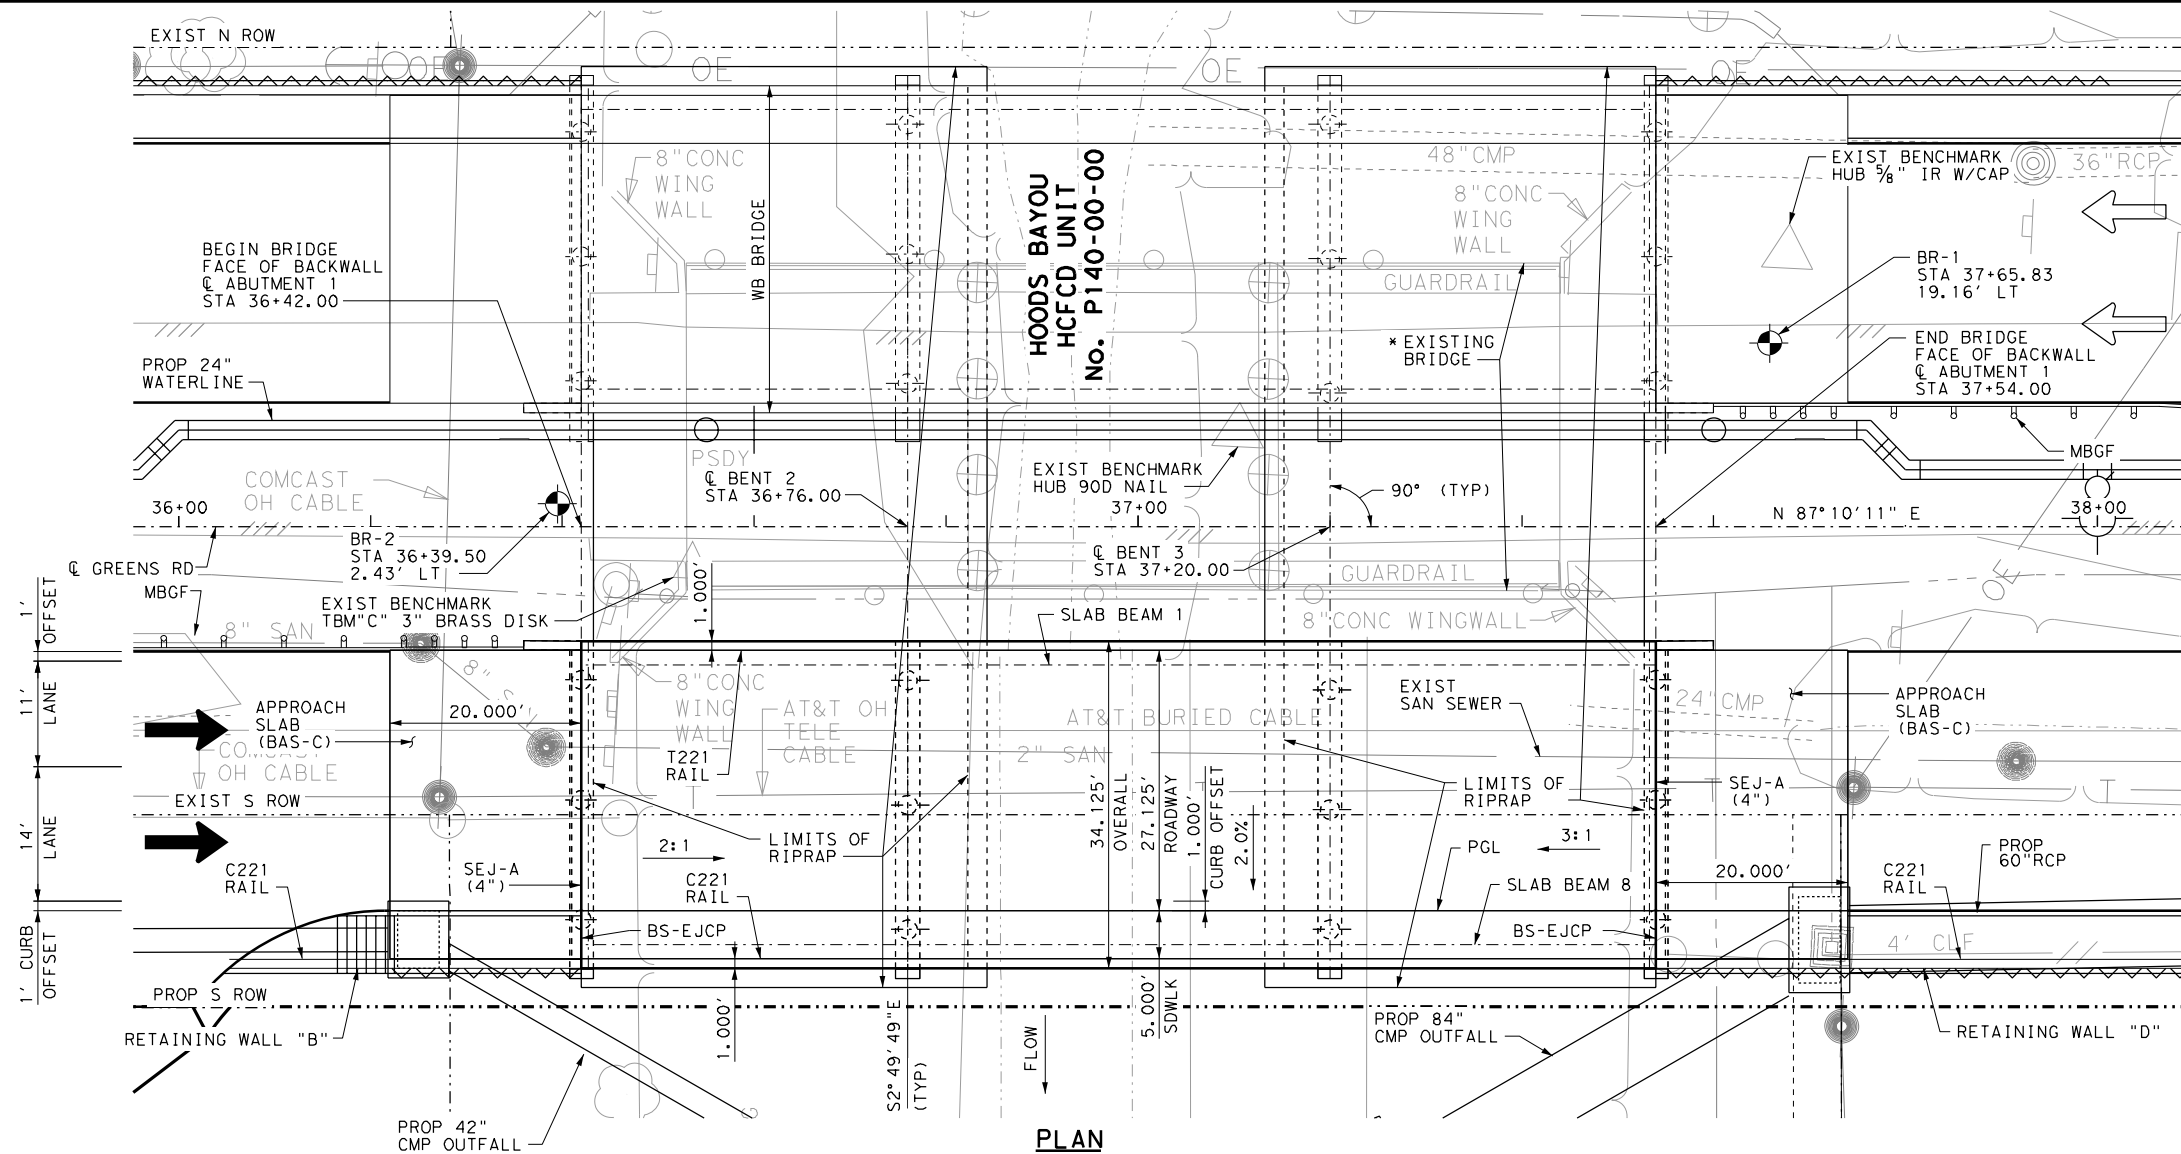 EXIST N ROW
OE
OE
OE
OE
8"CONC
WING
WALL
WB BRIDGE
HOODS BAYOU
HCFCD UNIT
No. P140-00-00
48"CMP
8"CONC
WING
WALL
GUARDRAIL
EXIST BENCHMARK
HUB ⅝" IR W/CAP
36"RCP
BEGIN BRIDGE
FACE OF BACKWALL
℄ ABUTMENT 1
STA 36+42.00
BR-1
STA 37+65.83
19.16' LT
* EXISTING
BRIDGE
END BRIDGE
FACE OF BACKWALL
℄ ABUTMENT 1
STA 37+54.00
PROP 24"
WATERLINE
MBGF
COMCAST
OH CABLE
PSDY
℄ BENT 2
STA 36+76.00
EXIST BENCHMARK
HUB 90D NAIL
37+00
90° (TYP)
36+00
N 87°10'11" E
38+00
BR-2
STA 36+39.50
2.43' LT
℄ BENT 3
STA 37+20.00
℄ GREENS RD
MBGF
GUARDRAIL
OE
EXIST BENCHMARK
TBM"C" 3" BRASS DISK
1.000'
SLAB BEAM 1
8"CONC WINGWALL
8" SAN
8" S
1'
OFFSET
11'
LANE
14'
LANE
1' CURB
OFFSET
APPROACH
SLAB
(BAS-C)
20.000'
8"CONC
WING
WALL
AT&T OH
TELE
CABLE
AT&T BURIED CABLE
2" SAN
T221
RAIL
EXIST
SAN SEWER
24"CMP
APPROACH
SLAB
(BAS-C)
COMCAST
OH CABLE
EXIST S ROW
34.125'
OVERALL
27.125'
ROADWAY
1.000'
CURB OFFSET
2.0%
LIMITS OF
RIPRAP
SEJ-A
(4")
T
T
LIMITS OF
RIPRAP
2:1
3:1
PGL
PROP
60"RCP
C221
RAIL
SEJ-A
(4")
C221
RAIL
SLAB BEAM 8
20.000'
C221
RAIL
BS-EJCP
BS-EJCP
4' CLF
PROP S ROW
RETAINING WALL "B"
1.000'
S2°49'49"E
(TYP)
FLOW
5.000'
SDWLK
PROP 84"
CMP OUTFALL
RETAINING WALL "D"
PROP 42"
CMP OUTFALL
PLAN